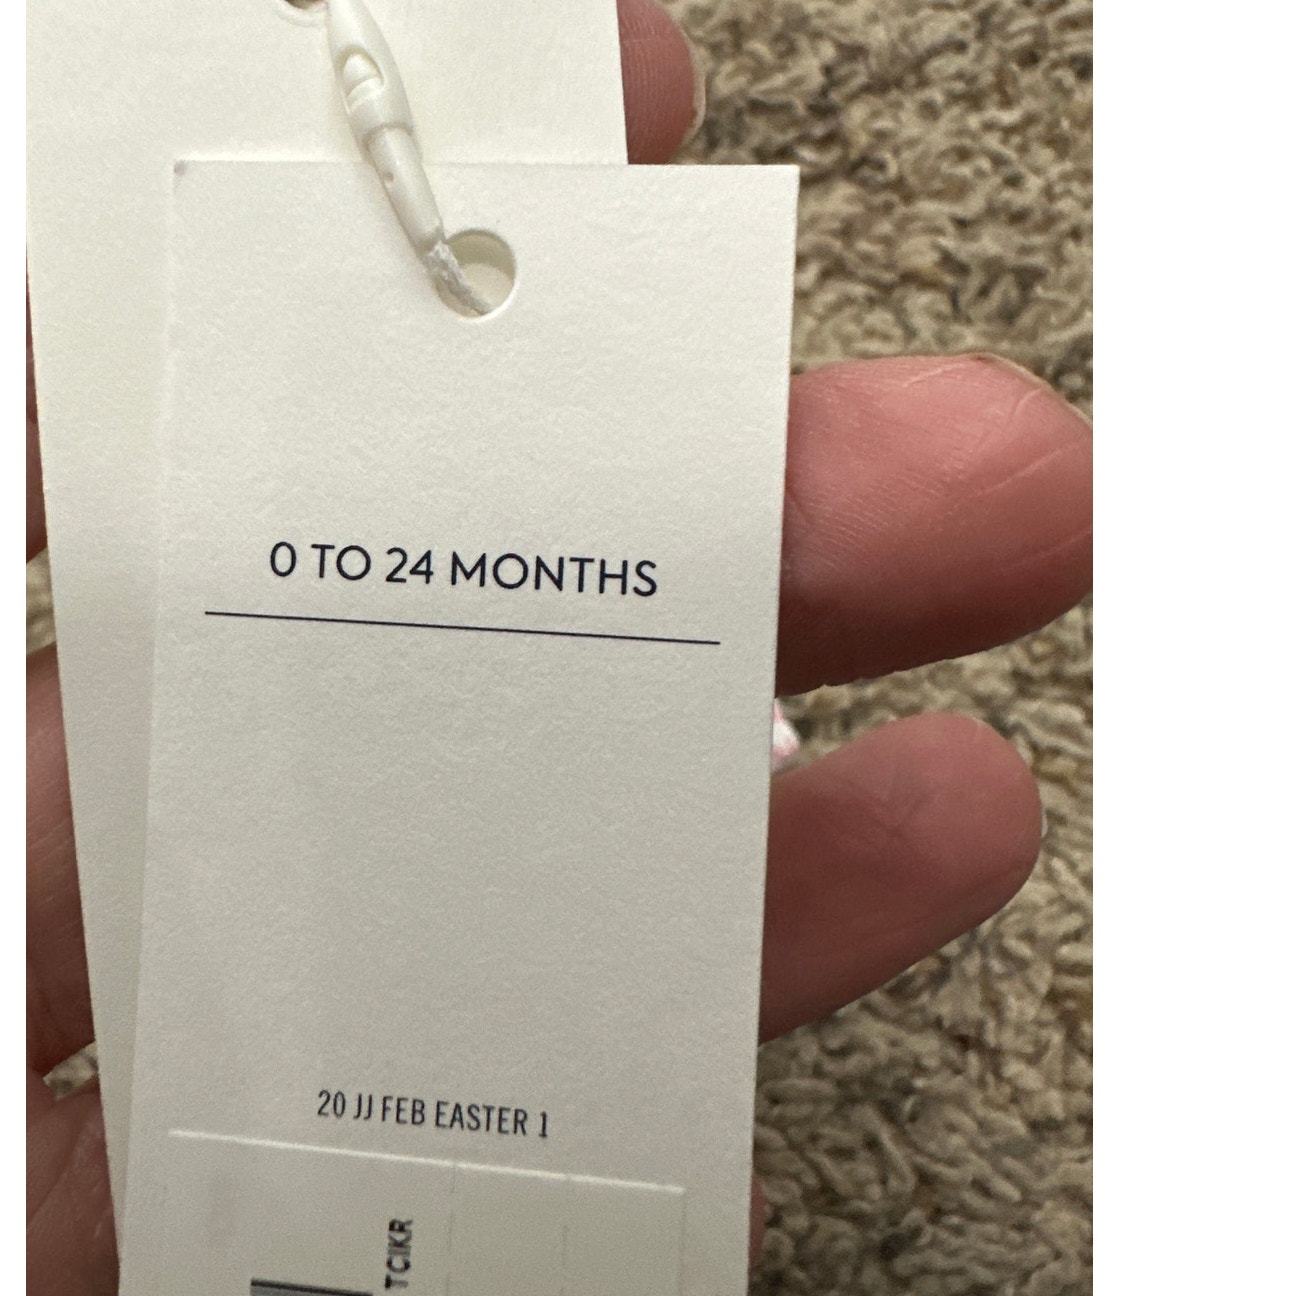 0 TO 24 MONTHS
20 JJ FEB EASTER 1
TCIKR